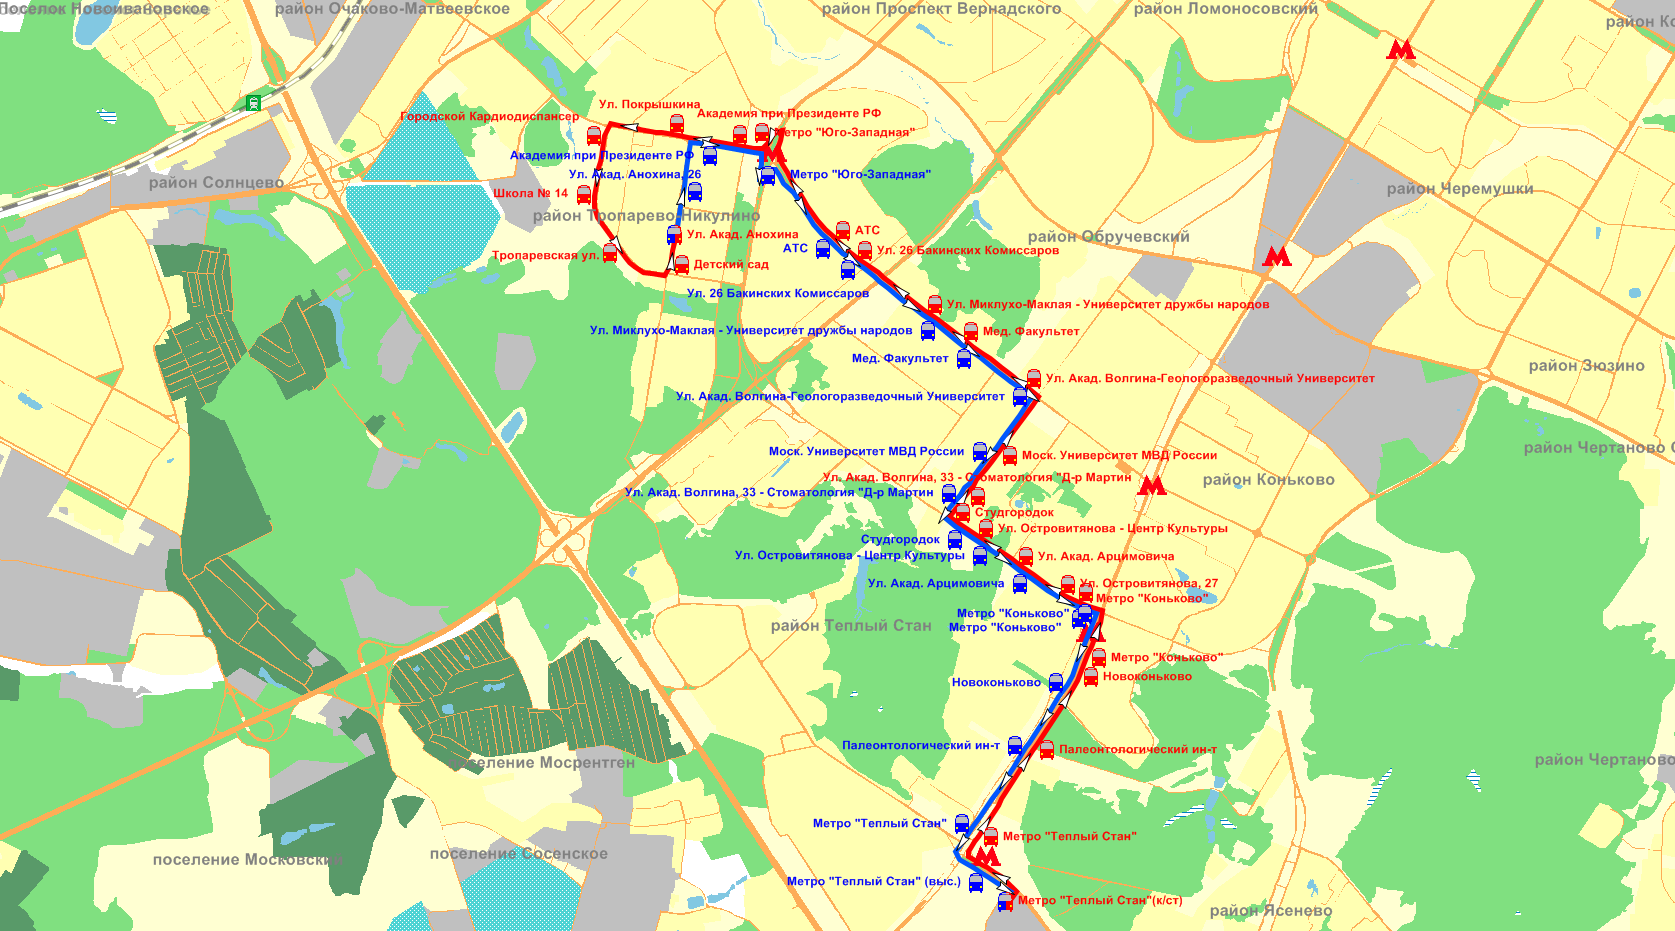 Поселок Новоивановское
район Очаково-Матвеевское
район Проспект Вернадского
район Ломоносовский
район Ко
Ул. Покрышкина
Городской Кардиодиспансер
Академия при Президенте РФ
Метро "Юго-Западная"
Академия при Президенте РФ
Ул. Акад. Анохина, 26
Метро "Юго-Западная"
район Солнцево
Школа № 14
район Черемушки
район Тропарево-Никулино
Ул. Акад. Анохина
АТС
район Обручевский
АТС
Ул. 26 Бакинских Комиссаров
Тропаревская ул.
Детский сад
Ул. 26 Бакинских Комиссаров
Ул. Миклухо-Маклая - Университет дружбы народов
Ул. Миклухо-Маклая - Университет дружбы народов
Мед. Факультет
Мед. Факультет
район Зюзино
Ул. Акад. Волгина-Геологоразведочный Университет
Ул. Акад. Волгина-Геологоразведочный Университет
район Чертаново С
Моск. Университет МВД России
Моск. Университет МВД России
Ул. Акад. Волгина, 33 - Стоматология "Д-р Мартин
район Коньково
Ул. Акад. Волгина, 33 - Стоматология "Д-р Мартин
Студгородок
Ул. Островитянова - Центр Культуры
Студгородок
Ул. Островитянова - Центр Культуры
Ул. Акад. Арцимовича
Ул. Акад. Арцимовича
Ул. Островитянова, 27
Метро "Коньково"
Метро "Коньково"
Метро "Коньково"
район Теплый Стан
Метро "Коньково"
Новоконьково
Новоконьково
Палеонтологический ин-т
Палеонтологический ин-т
район Чертаново
поселение Мосрентген
Метро "Теплый Стан"
Метро "Теплый Стан"
поселение Сосенское
поселение Московский
Метро "Теплый Стан" (выс.)
Метро "Теплый Стан"(к/ст)
район Ясенево